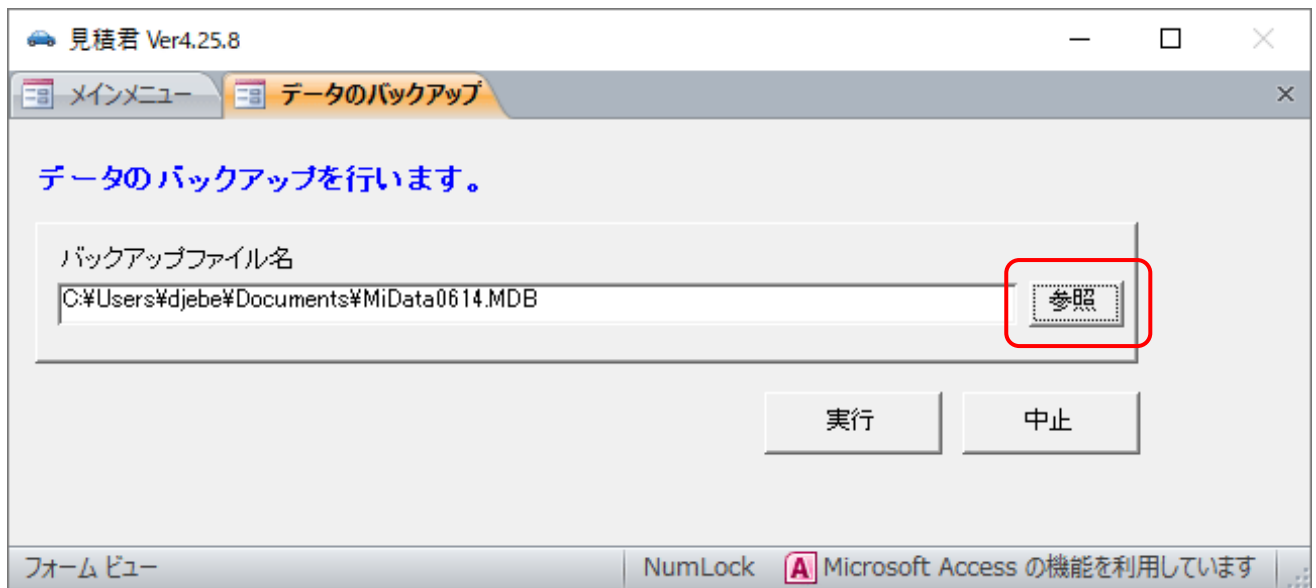 見積君 Ver4.25.8
メインメニュー データのバックアップ
データのバックアップを行います。
バックアップファイル名
C:¥Users¥djebe¥Documents¥MiData0614.MDB 参照
実行 中止
フォーム ビュー NumLock A Microsoft Access の機能を利用しています